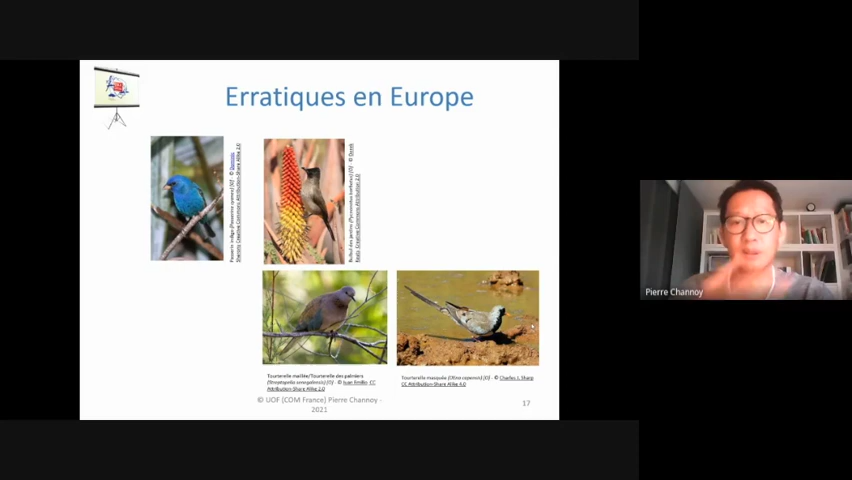 Erratiques en Europe
Passerin indigo (Passerina cyanea) [O] - © Dominic
Sherony, Creative Commons Attribution-Share Alike 2.0
Bulbul des jardins (Pycnonotus barbatus) [O] - © Derek
Keats, Creative Commons Attribution 2.0
Tourterelle maillée/Tourterelle des palmiers
(Streptopelia senegalensis) [O] - © Juan Emilio, CC
Attribution-Share Alike 2.0
Tourterelle masquée (Oena capensis) [O] - © Charles J. Sharp
CC Attribution-Share Alike 4.0
© UOF (COM France) Pierre Channoy -
2021
17
Pierre Channoy